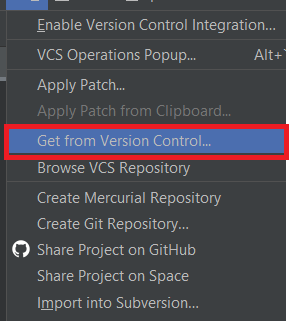 Enable Version Control Integration...
VCS Operations Popup... Alt+
Apply Patch...
Apply Patch from Clipboard...
Get from Version Control...
Browse VCS Repository
Create Mercurial Repository
Create Git Repository...
Share Project on GitHub
Share Project on Space
Import into Subversion...